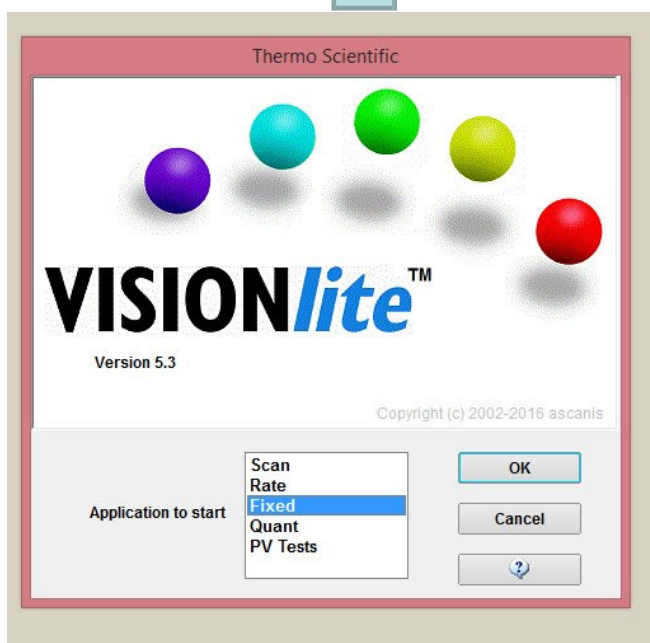 Thermo Scientific
VISIONlite™
Version 5.3
Copyright (c) 2002-2016 ascanis
Application to start
Scan
Rate
Fixed
Quant
PV Tests
OK
Cancel
?